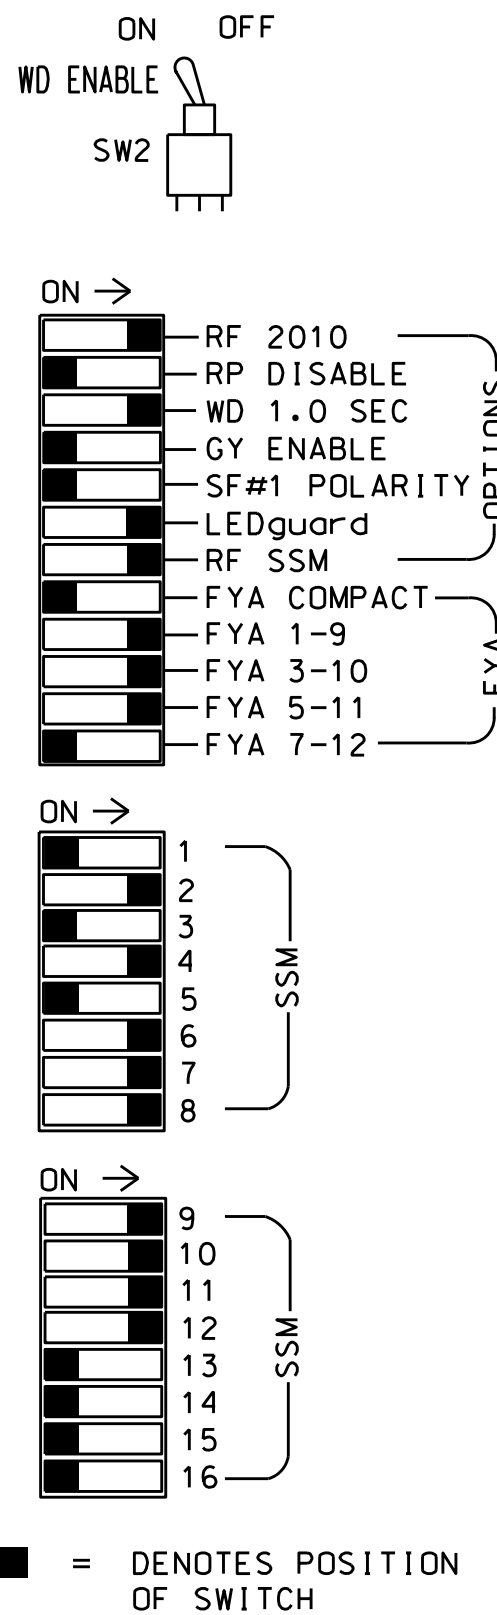 ON OFF
WD ENABLE
SW2
ON
RF 2010
RP DISABLE
WD 1.0 SEC
GY ENABLE
SF#1 POLARITY
LEDguard
RF SSM
OPTIONS
FYA COMPACT
FYA 1-9
FYA 3-10
FYA 5-11
FYA 7-12
FYA
ON
1
2
3
4
5
6
7
8
SSM
ON
9
10
11
12
13
14
15
16
SSM
= DENOTES POSITION
OF SWITCH